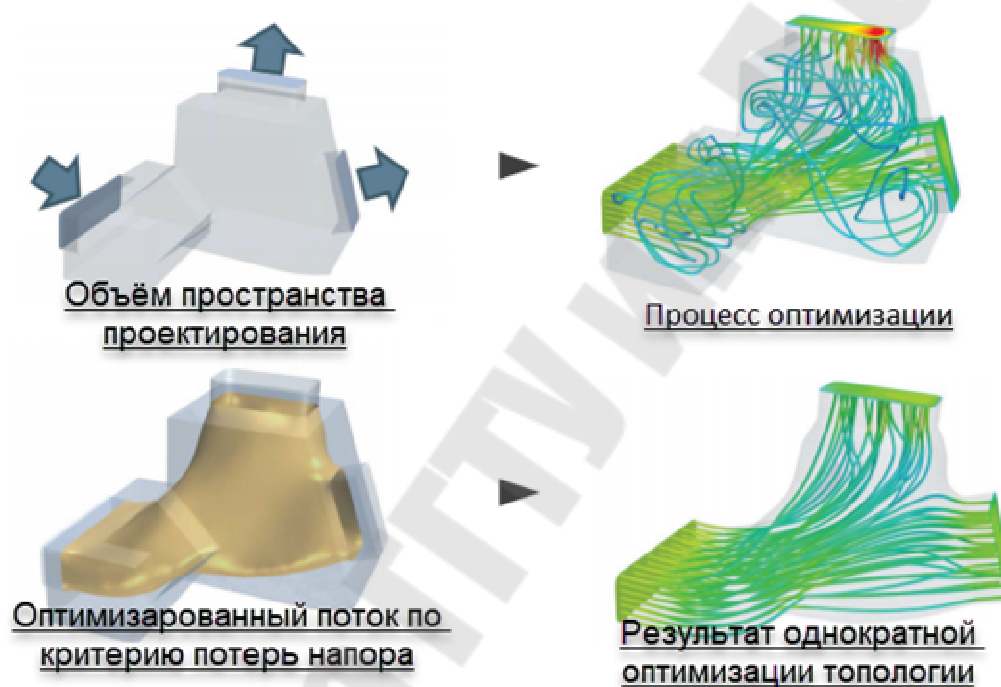 Объём пространства
проектирования
Процесс оптимизации
Оптимизарованный поток по
критерию потерь напора
Результат однократной
оптимизации топологии